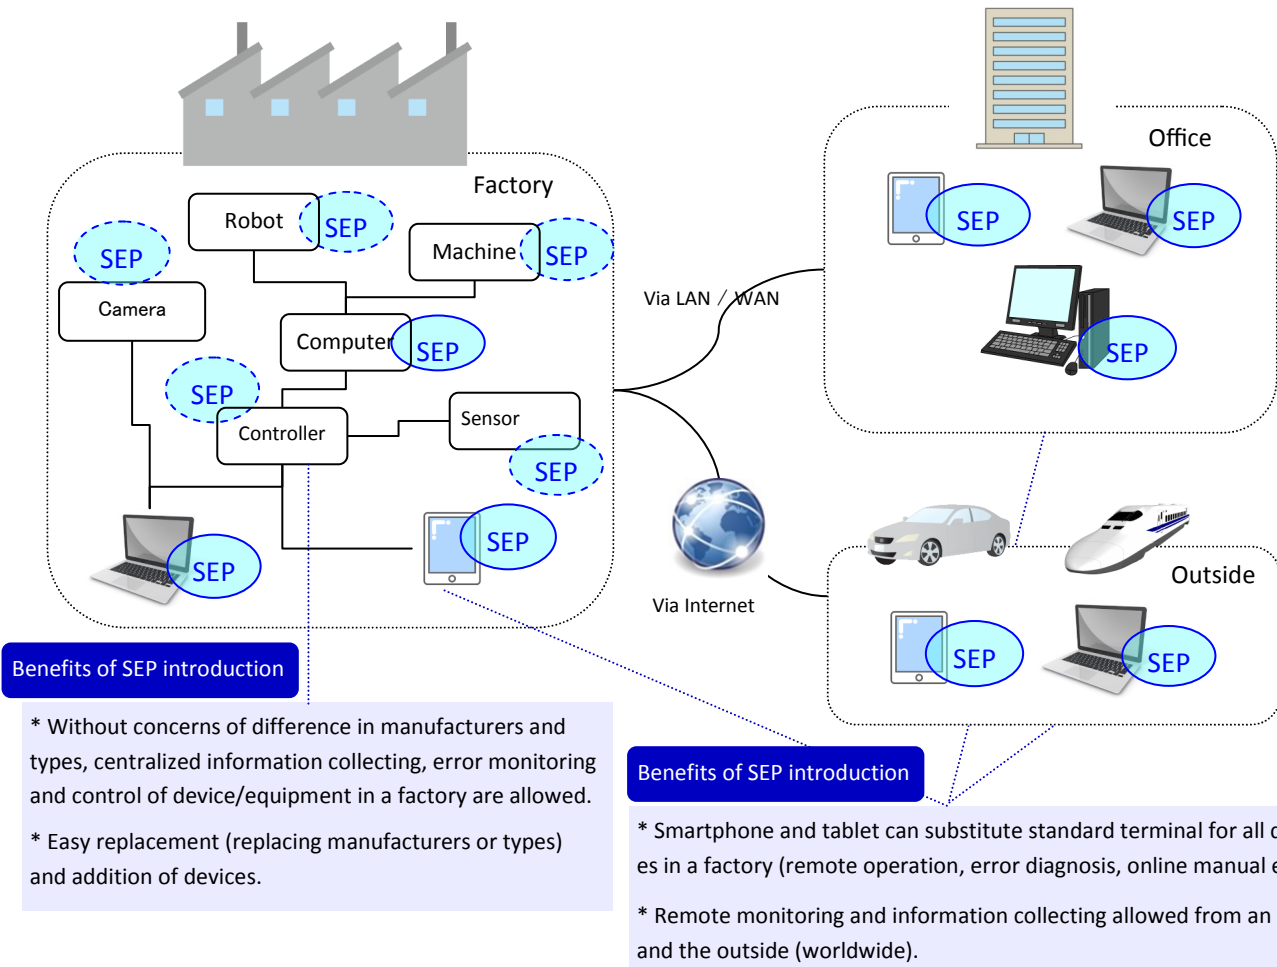 Factory
Robot
SEP
Machine
SEP
SEP
Camera
Computer
SEP
SEP
Controller
Sensor
SEP
SEP
SEP
Via LAN / WAN
Via Internet
Office
SEP
SEP
SEP
Outside
SEP
SEP
Benefits of SEP introduction
* Without concerns of difference in manufacturers and
types, centralized information collecting, error monitoring
and control of device/equipment in a factory are allowed.
* Easy replacement (replacing manufacturers or types)
and addition of devices.
Benefits of SEP introduction
* Smartphone and tablet can substitute standard terminal for all
es in a factory (remote operation, error diagnosis, online manual
* Remote monitoring and information collecting allowed from an
and the outside (worldwide).